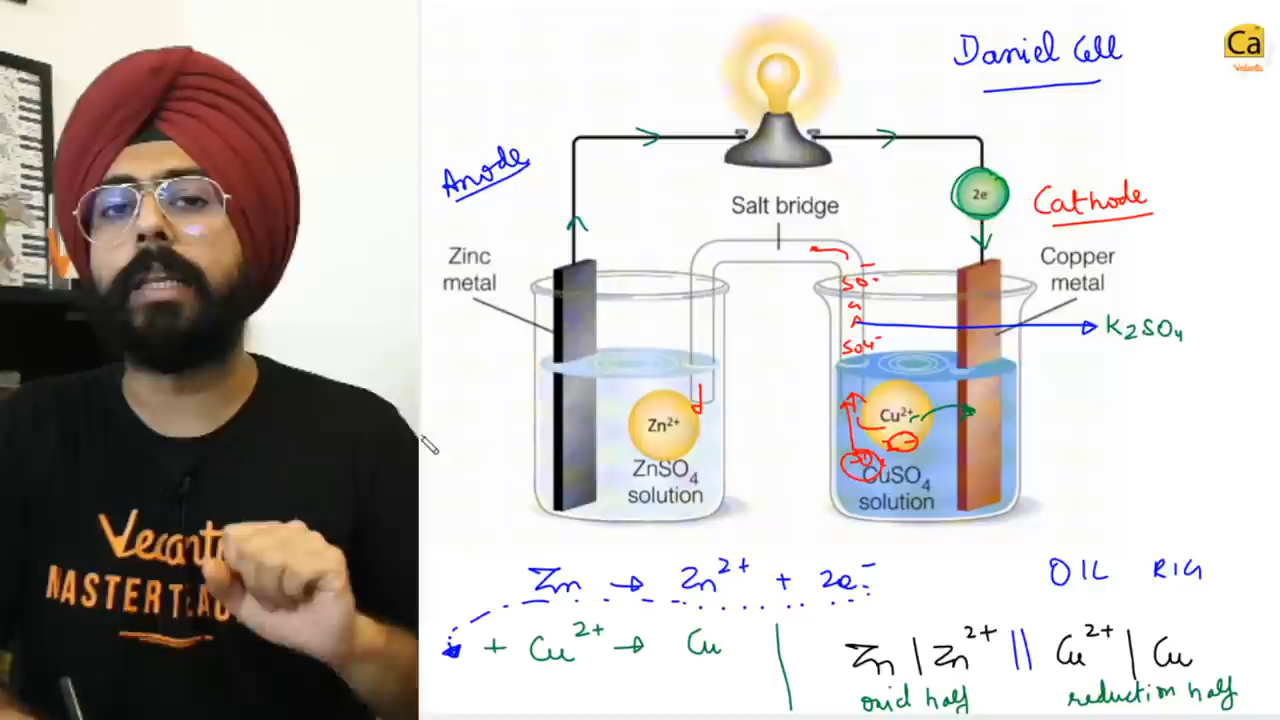 Daniel Cell
Ca
Vedantu
Anode
2e
Cathode
Salt bridge
Zinc
metal
Copper
metal
SO₄⁻
K₂SO₄
Zn²⁺
Cu²⁺
ZnSO₄
solution
CuSO₄
solution
MASTER
Zn → Zn²⁺ + 2e⁻
OIL RIG
+ Cu²⁺ → Cu
Zn | Zn²⁺ || Cu²⁺ | Cu
oxid half
reduction half